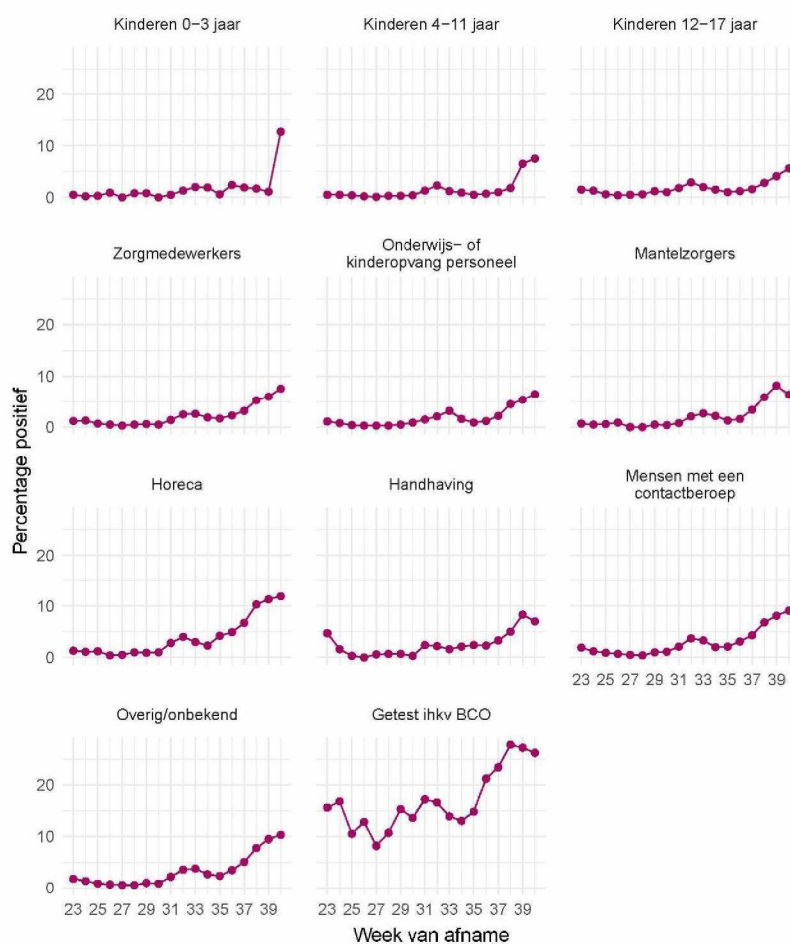 Kinderen 0−3 jaar
Kinderen 4−11 jaar
Kinderen 12−17 jaar
20
10
0
Zorgmedewerkers
Onderwijs− of
kinderopvang personeel
Mantelzorgers
20
10
0
Percentage positief
Horeca
Handhaving
Mensen met een
contactberoep
20
10
0
23 25 27 29 31 33 35 37 39
Overig/onbekend
Getest ihkv BCO
20
10
0
23 25 27 29 31 33 35 37 39
23 25 27 29 31 33 35 37 39
Week van afname